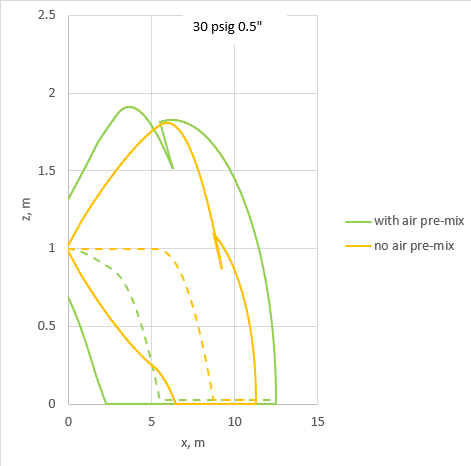 30 psig 0.5"
2.5
2
1.5
1
0.5
0
z, m
0
5
10
15
x, m
with air pre-mix
no air pre-mix